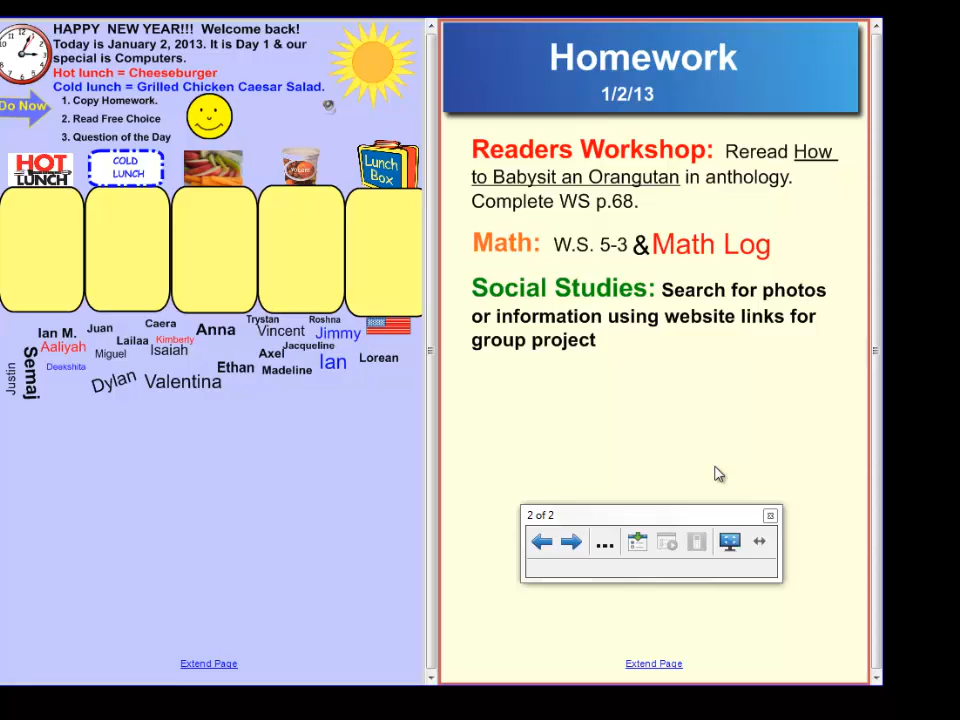 HAPPY NEW YEAR!!! Welcome back!
Today is January 2, 2013. It is Day 1 & our
special is Computers.
Hot lunch = Cheeseburger
Cold lunch = Grilled Chicken Caesar Salad.
Do Now
1. Copy Homework.
2. Read Free Choice
3. Question of the Day
HOT
LUNCH
COLD
LUNCH
Lunch
Box
Ian M.
Juan
Caera
Anna
Trystan
Vincent
Roshna
Jimmy
Aaliyah
Lailaa
Kimberly
Miguel
Isaiah
Axel
Jacqueline
Ian
Lorean
Justin
Semaj
Deekshita
Dylan
Valentina
Ethan
Madeline
Extend Page
Homework
1/2/13
Readers Workshop: Reread How
to Babysit an Orangutan in anthology.
Complete WS p.68.
Math: W.S. 5-3 & Math Log
Social Studies: Search for photos
or information using website links for
group project
2 of 2
...
Extend Page